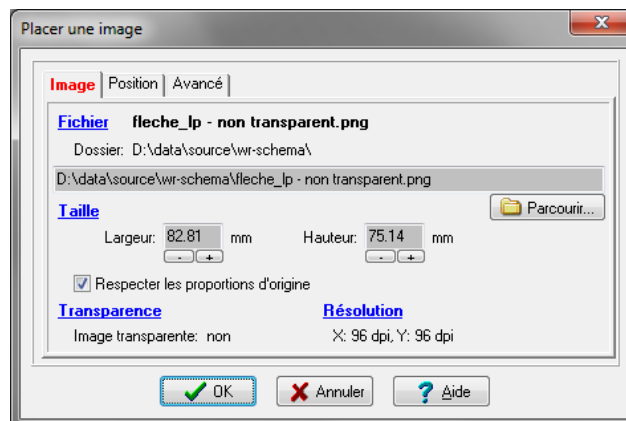 Placer une image
Image Position Avancé
Fichier fleche_lp - non transparent.png
Dossier: D:\data\source\wr-schema\
D:\data\source\wr-schema\fleche_lp - non transparent.png
Taille Parcourir...
Largeur: 82.81 mm Hauteur: 75.14 mm
- + - +
Respecter les proportions d'origine
Transparence Résolution
Image transparente: non X: 96 dpi, Y: 96 dpi
OK Annuler ? Aide